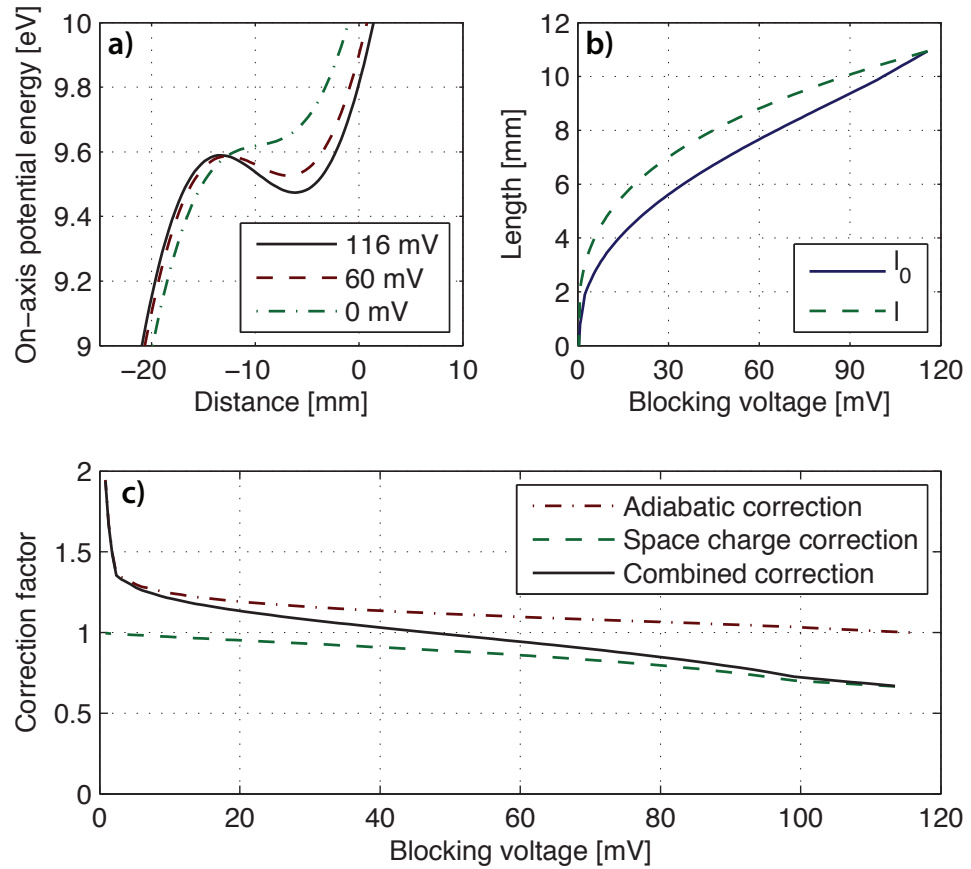 a)
On−axis potential energy [eV]
10
9.8
9.6
9.4
9.2
9
−20
−10
0
10
Distance [mm]
116 mV
60 mV
0 mV
b)
Length [mm]
12
10
8
6
4
2
0
0
30
60
90
120
Blocking voltage [mV]
l0
l
c)
Correction factor
2
1.5
1
0.5
0
0
20
40
60
80
100
120
Blocking voltage [mV]
Adiabatic correction
Space charge correction
Combined correction